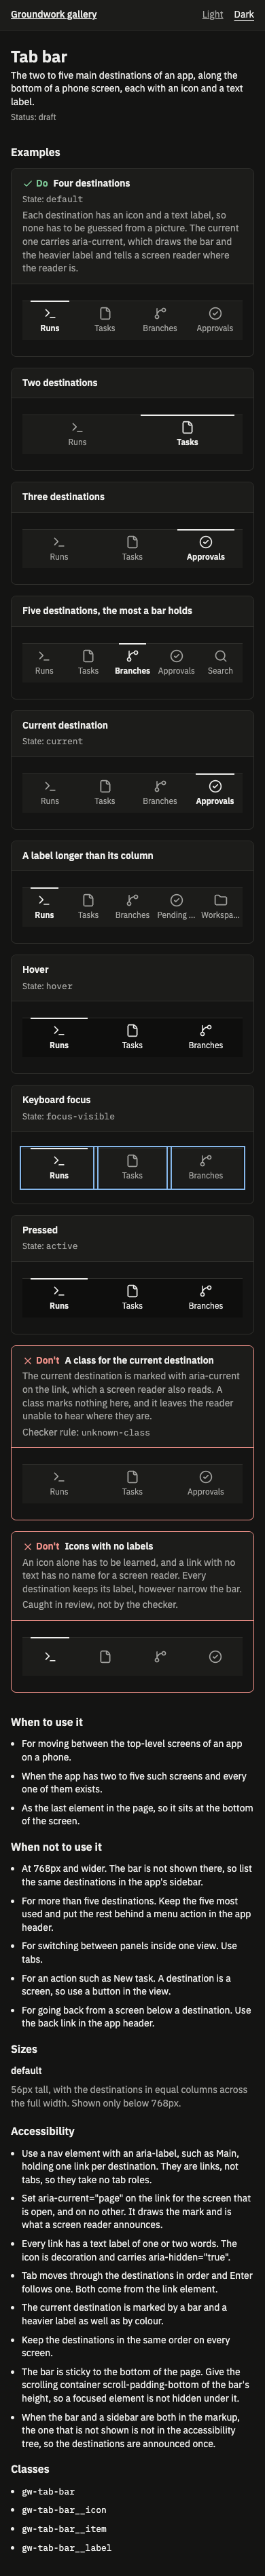 Groundwork gallery
Light
Dark
Tab bar
The two to five main destinations of an app, along
the bottom of a phone screen, each with an icon and a text
label.
Status: draft
Examples
Do Four destinations
State: default
Each destination has an icon and a text label, so
none has to be guessed from a picture. The current
one carries aria-current, which draws the bar and
the heavier label and tells a screen reader where
the reader is.
Runs
Tasks
Branches
Approvals
Two destinations
Runs
Tasks
Three destinations
Runs
Tasks
Approvals
Five destinations, the most a bar holds
Runs
Tasks
Branches
Approvals
Search
Current destination
State: current
Runs
Tasks
Branches
Approvals
A label longer than its column
Runs
Tasks
Branches
Pending ...
Workspa...
Hover
State: hover
Runs
Tasks
Branches
Keyboard focus
State: focus-visible
Runs
Tasks
Branches
Pressed
State: active
Runs
Tasks
Branches
Don't A class for the current destination
The current destination is marked with aria-current
on the link, which a screen reader also reads. A
class marks nothing here, and it leaves the reader
unable to hear where they are.
Checker rule: unknown-class
Runs
Tasks
Approvals
Don't Icons with no labels
An icon alone has to be learned, and a link with no
text has no name for a screen reader. Every
destination keeps its label, however narrow the bar.
Caught in review, not by the checker.
When to use it
• For moving between the top-level screens of an app
on a phone.
• When the app has two to five such screens and every
one of them exists.
• As the last element in the page, so it sits at the bottom
of the screen.
When not to use it
• At 768px and wider. The bar is not shown there, so list
the same destinations in the app's sidebar.
• For more than five destinations. Keep the five most
used and put the rest behind a menu action in the app
header.
• For switching between panels inside one view. Use
tabs.
• For an action such as New task. A destination is a
screen, so use a button in the view.
• For going back from a screen below a destination. Use
the back link in the app header.
Sizes
default
56px tall, with the destinations in equal columns across
the full width. Shown only below 768px.
Accessibility
• Use a nav element with an aria-label, such as Main,
holding one link per destination. They are links, not
tabs, so they take no tab roles.
• Set aria-current="page" on the link for the screen that
is open, and on no other. It draws the mark and is
what a screen reader announces.
• Every link has a text label of one or two words. The
icon is decoration and carries aria-hidden="true".
• Tab moves through the destinations in order and Enter
follows one. Both come from the link element.
• The current destination is marked by a bar and a
heavier label as well as by colour.
• Keep the destinations in the same order on every
screen.
• The bar is sticky to the bottom of the page. Give the
scrolling container scroll-padding-bottom of the bar's
height, so a focused element is not hidden under it.
• When the bar and a sidebar are both in the markup,
the one that is not shown is not in the accessibility
tree, so the destinations are announced once.
Classes
• gw-tab-bar
• gw-tab-bar__icon
• gw-tab-bar__item
• gw-tab-bar__label